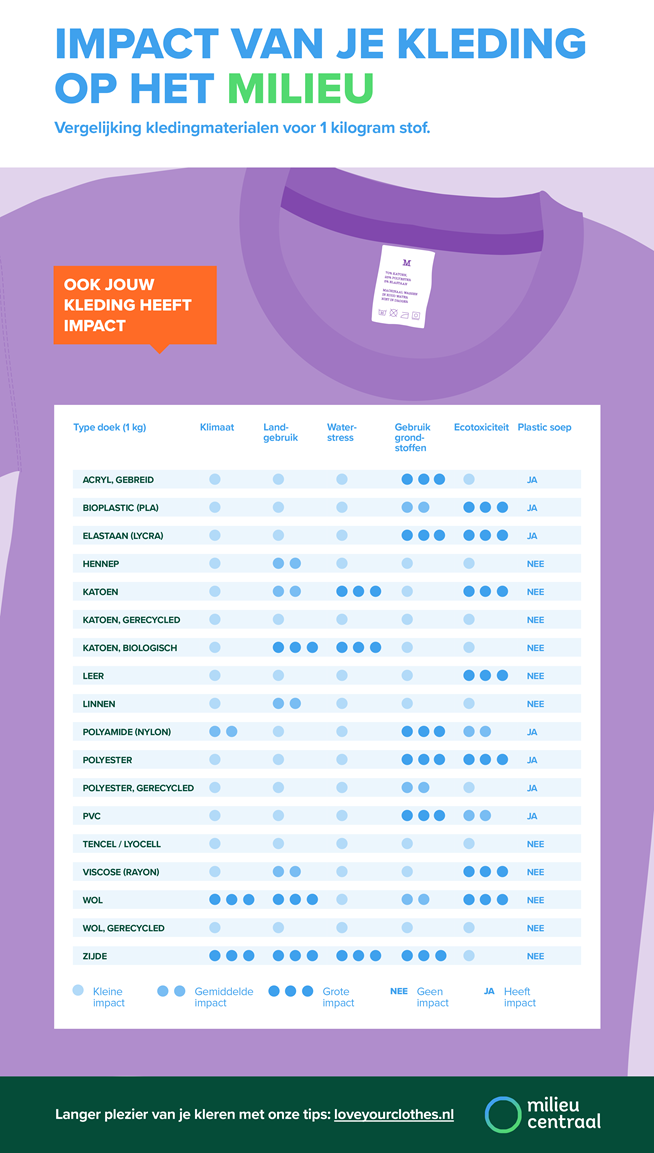 IMPACT VAN JE KLEDING
OP HET MILIEU
Vergelijking kledingmaterialen voor 1 kilogram stof.
M
OOK JOUW
KLEDING HEEFT
IMPACT
Type doek (1 kg) Klimaat Land-gebruik Water-stress Gebruik grond-stoffen Ecotoxiciteit Plastic soep
ACRYL, GEBREID JA
BIOPLASTIC (PLA) JA
ELASTAAN (LYCRA) JA
HENNEP NEE
KATOEN NEE
KATOEN, GERECYCLED NEE
KATOEN, BIOLOGISCH NEE
LEER NEE
LINNEN NEE
POLYAMIDE (NYLON) JA
POLYESTER JA
POLYESTER, GERECYCLED JA
PVC JA
TENCEL / LYOCELL NEE
VISCOSE (RAYON) NEE
WOL NEE
WOL, GERECYCLED NEE
ZIJDE NEE
Kleine impact Gemiddelde impact Grote impact NEE Geen impact JA Heeft impact
Langer plezier van je kleren met onze tips: loveyourclothes.nl
milieu
centraal